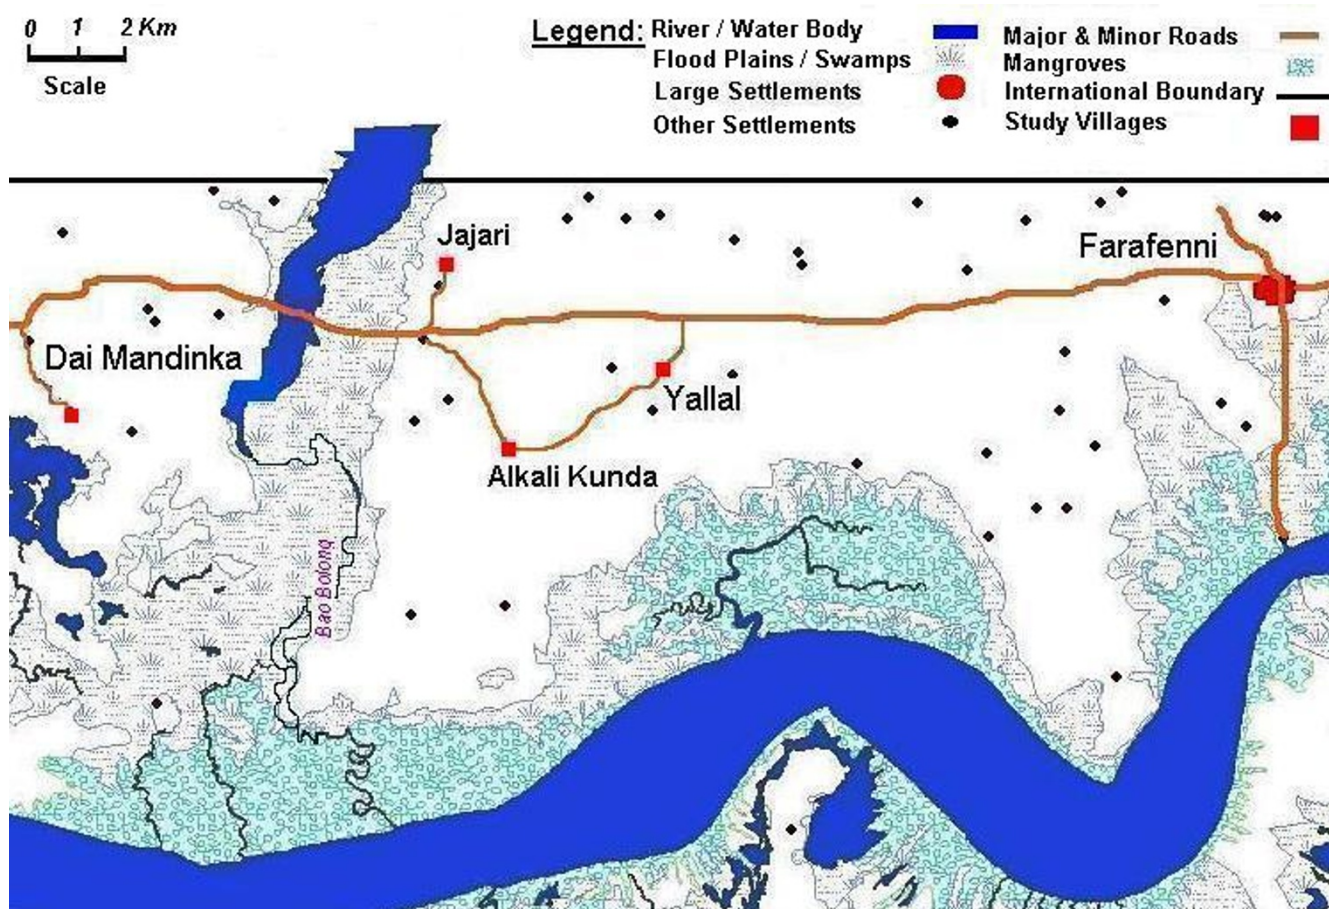 0 1 2 Km
Scale
Legend:
River / Water Body
Flood Plains / Swamps
Large Settlements
Other Settlements
Major & Minor Roads
Mangroves
International Boundary
Study Villages
Jajari
Farafenni
Dai Mandinka
Yallal
Alkali Kunda
Bao Bolong